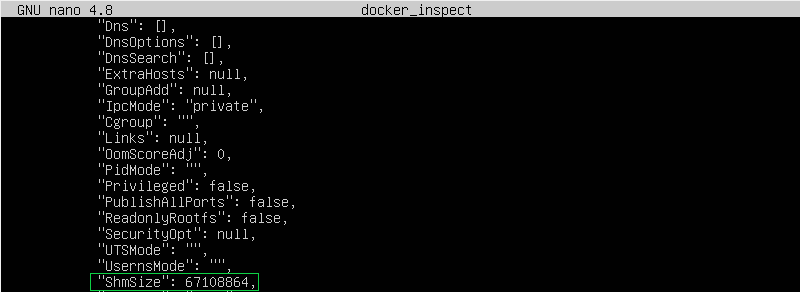 GNU nano 4.8 docker_inspect
"Dns": [],
"DnsOptions": [],
"DnsSearch": [],
"ExtraHosts": null,
"GroupAdd": null,
"IpcMode": "private",
"Cgroup": "",
"Links": null,
"OomScoreAdj": 0,
"PidMode": "",
"Privileged": false,
"PublishAllPorts": false,
"ReadonlyRootfs": false,
"SecurityOpt": null,
"UTSMode": "",
"UsernsMode": "",
"ShmSize": 67108864,